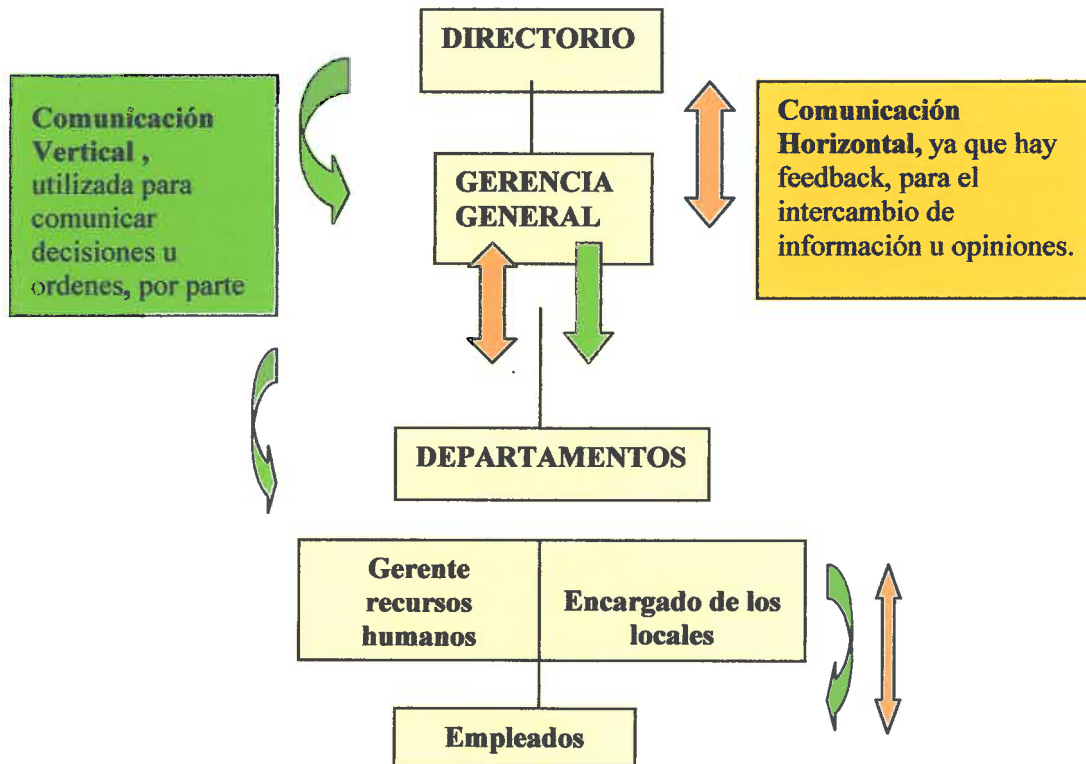 DIRECTORIO
Comunicación
Vertical ,
utilizada para
comunicar
decisiones u
ordenes, por parte
Comunicación
Horizontal, ya que hay
feedback, para el
intercambio de
información u opiniones.
GERENCIA
GENERAL
DEPARTAMENTOS
Gerente
recursos
humanos
Encargado de los
locales
Empleados